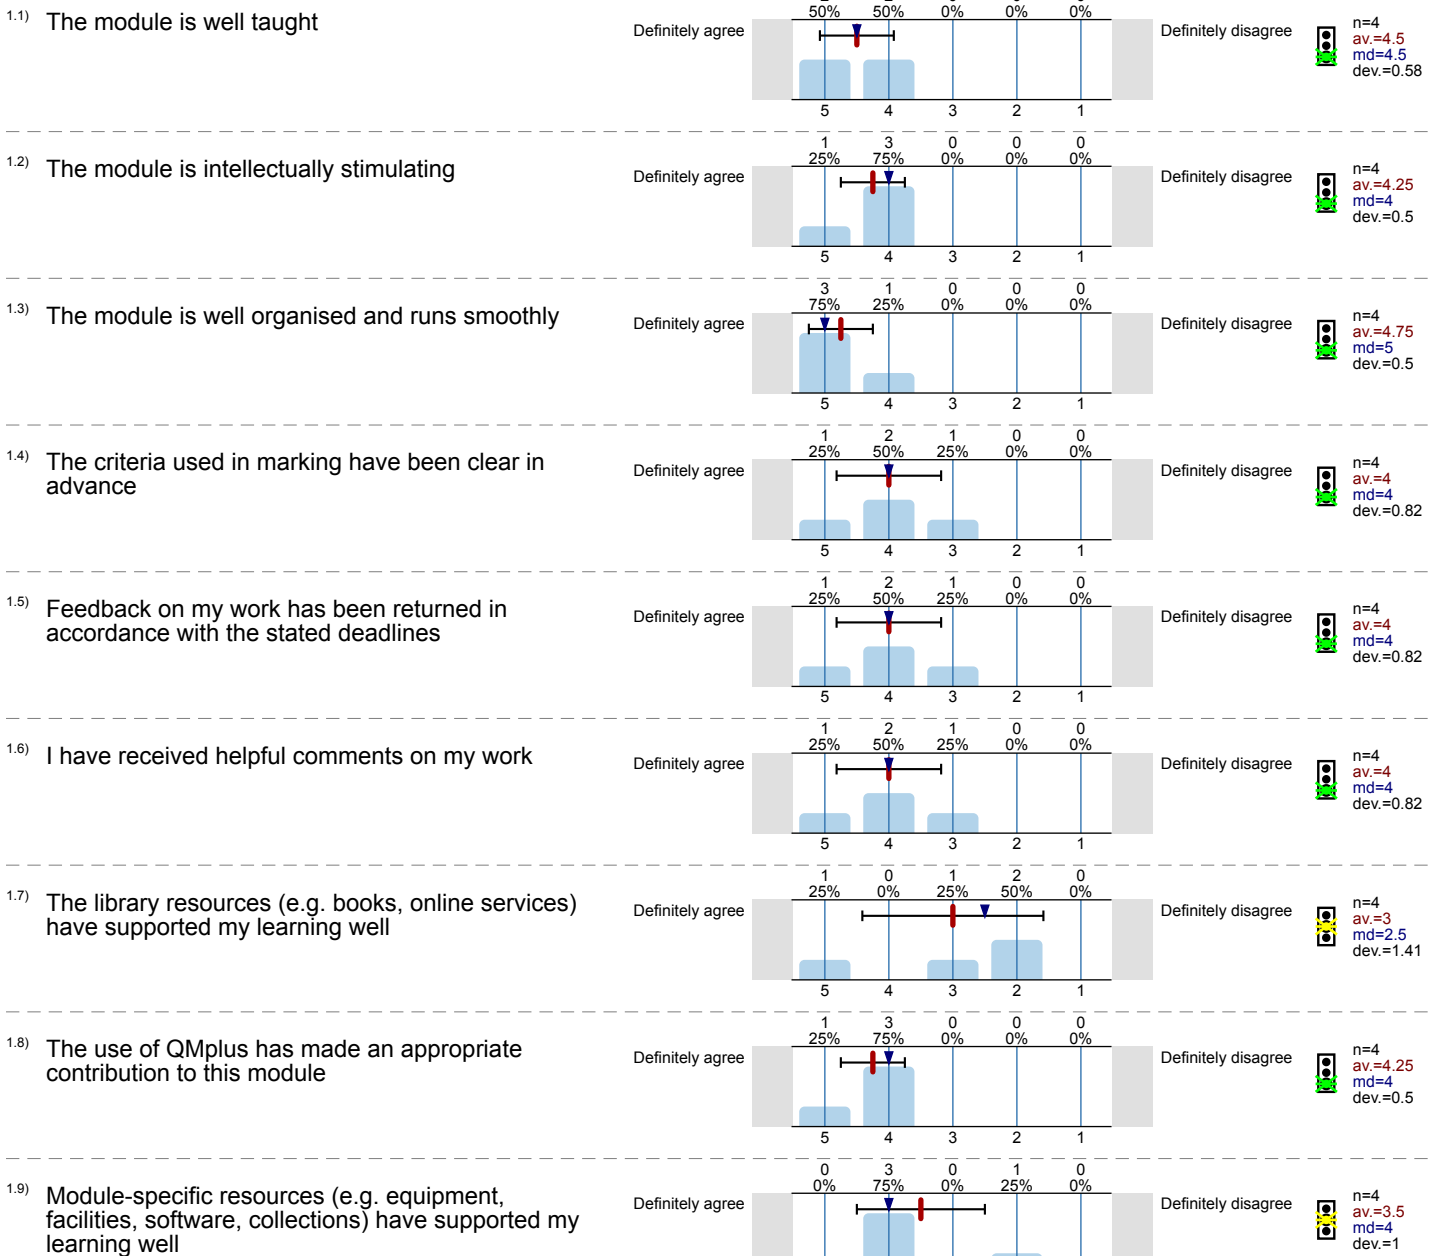 1.1) The module is well taught
Definitely agree
50% 50% 0% 0% 0%
5 4 3 2 1
Definitely disagree
n=4
av.=4.5
md=4.5
dev.=0.58
1.2) The module is intellectually stimulating
Definitely agree
1 3 0 0 0
25% 75% 0% 0% 0%
5 4 3 2 1
Definitely disagree
n=4
av.=4.25
md=4
dev.=0.5
1.3) The module is well organised and runs smoothly
Definitely agree
3 1 0 0 0
75% 25% 0% 0% 0%
5 4 3 2 1
Definitely disagree
n=4
av.=4.75
md=5
dev.=0.5
1.4) The criteria used in marking have been clear in
advance
Definitely agree
1 2 1 0 0
25% 50% 25% 0% 0%
5 4 3 2 1
Definitely disagree
n=4
av.=4
md=4
dev.=0.82
1.5) Feedback on my work has been returned in
accordance with the stated deadlines
Definitely agree
1 2 1 0 0
25% 50% 25% 0% 0%
5 4 3 2 1
Definitely disagree
n=4
av.=4
md=4
dev.=0.82
1.6) I have received helpful comments on my work
Definitely agree
1 2 1 0 0
25% 50% 25% 0% 0%
5 4 3 2 1
Definitely disagree
n=4
av.=4
md=4
dev.=0.82
1.7) The library resources (e.g. books, online services)
have supported my learning well
Definitely agree
1 0 1 2 0
25% 0% 25% 50% 0%
5 4 3 2 1
Definitely disagree
n=4
av.=3
md=2.5
dev.=1.41
1.8) The use of QMplus has made an appropriate
contribution to this module
Definitely agree
1 3 0 0 0
25% 75% 0% 0% 0%
5 4 3 2 1
Definitely disagree
n=4
av.=4.25
md=4
dev.=0.5
1.9) Module-specific resources (e.g. equipment,
facilities, software, collections) have supported my
learning well
Definitely agree
0 3 0 1 0
0% 75% 0% 25% 0%
Definitely disagree
n=4
av.=3.5
md=4
dev.=1